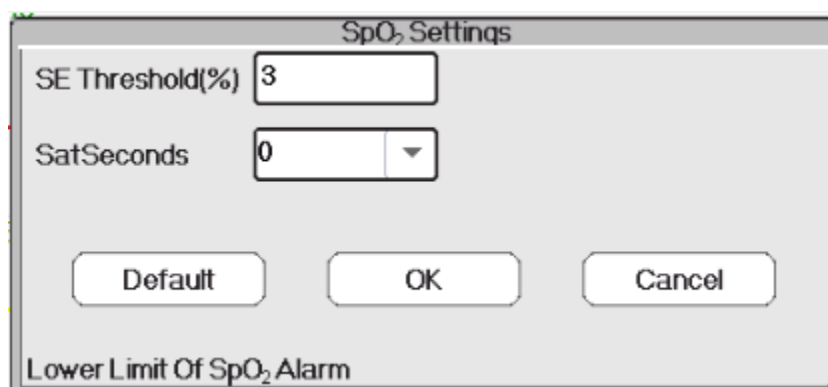 SpO₂ Settings
SE Threshold(%) 3
SatSeconds 0
Default OK Cancel
Lower Limit Of SpO₂ Alarm